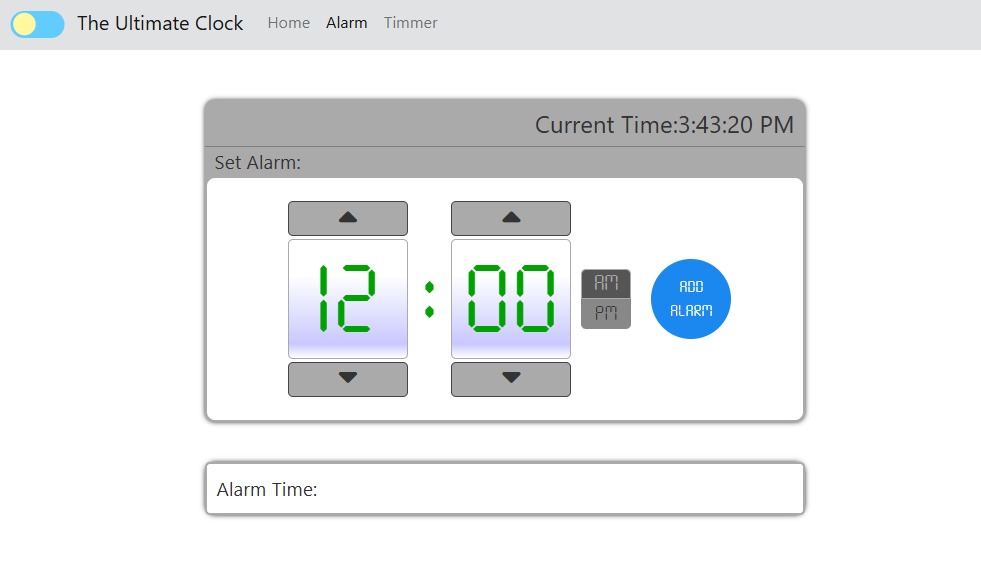 The Ultimate Clock Home Alarm Timmer
Current Time:3:43:20 PM
Set Alarm:
12 : 00
AM
PM
ADD
ALARM
Alarm Time: